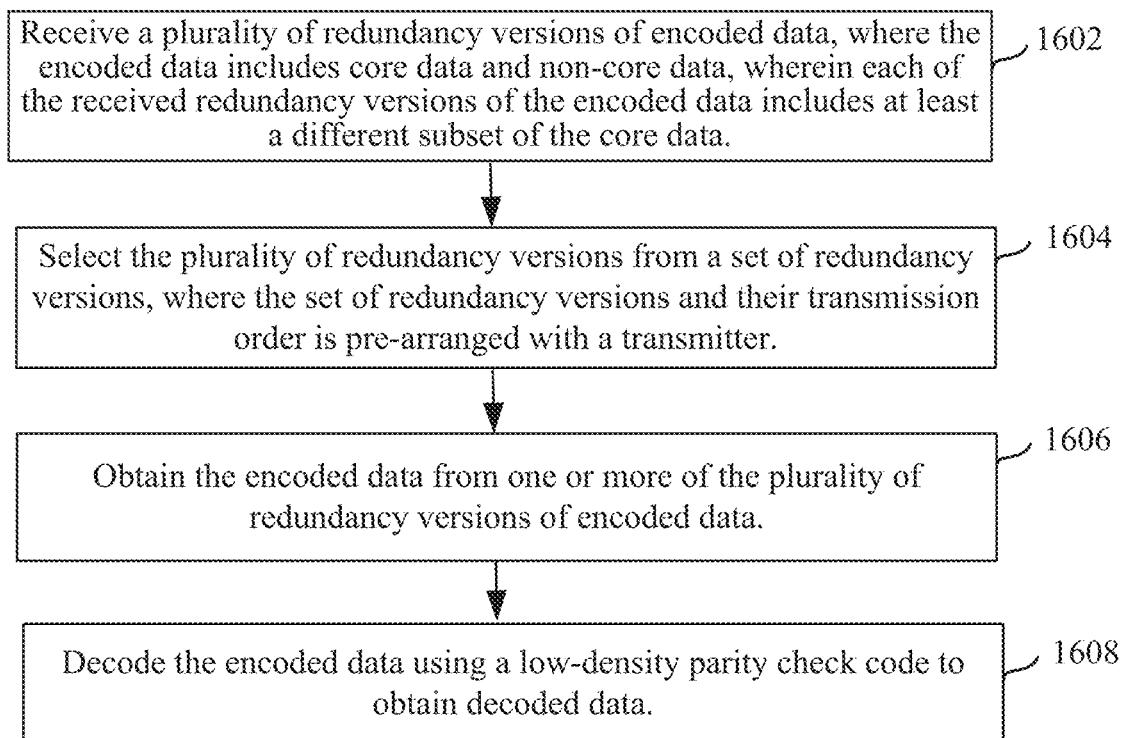 Receive a plurality of redundancy versions of encoded data, where the
encoded data includes core data and non-core data, wherein each of
the received redundancy versions of the encoded data includes at least
a different subset of the core data.
1602
Select the plurality of redundancy versions from a set of redundancy
versions, where the set of redundancy versions and their transmission
order is pre-arranged with a transmitter.
1604
Obtain the encoded data from one or more of the plurality of
redundancy versions of encoded data.
1606
Decode the encoded data using a low-density parity check code to
obtain decoded data.
1608